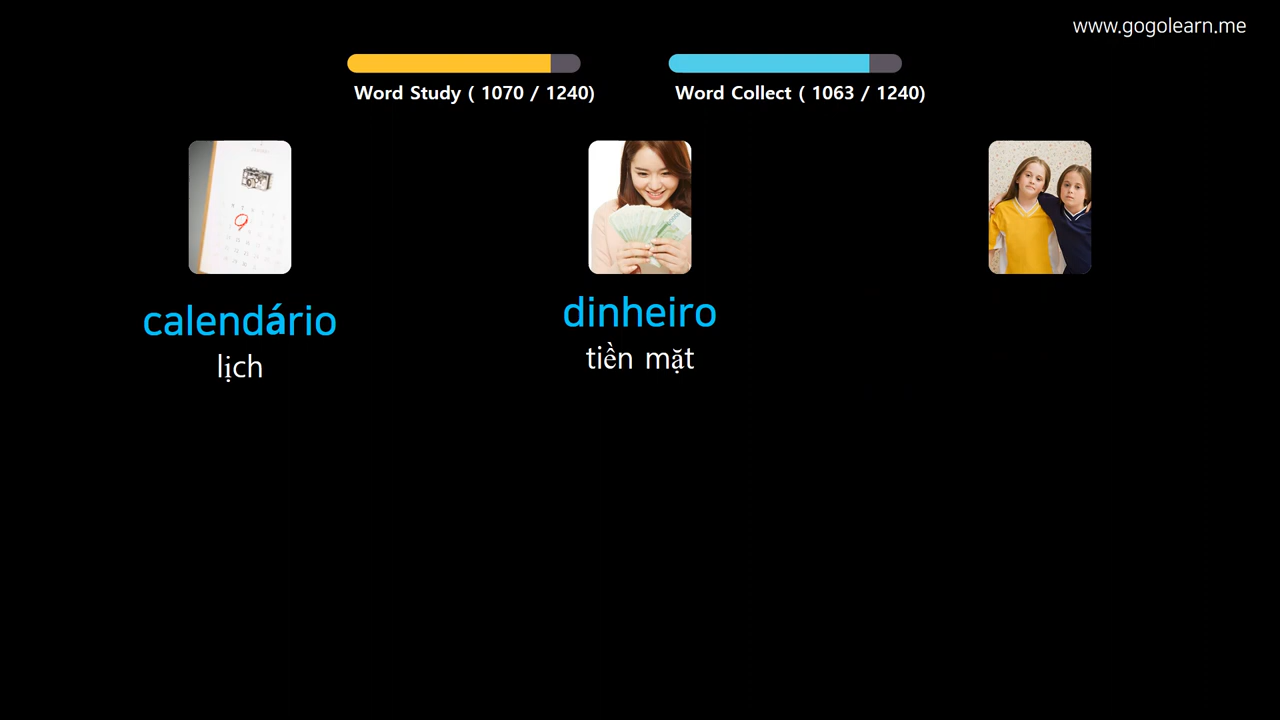 www.gogolearn.me
Word Study ( 1070 / 1240)
Word Collect ( 1063 / 1240)
calendário
lịch
dinheiro
tiền mặt